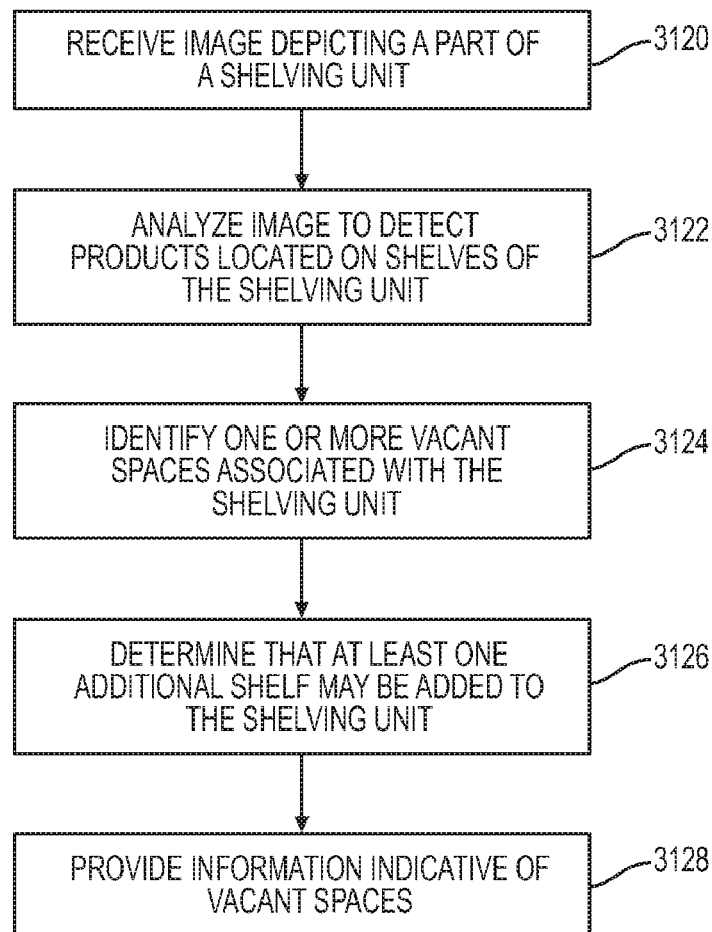 RECEIVE IMAGE DEPICTING A PART OF
A SHELVING UNIT
3120
ANALYZE IMAGE TO DETECT
PRODUCTS LOCATED ON SHELVES OF
THE SHELVING UNIT
3122
IDENTIFY ONE OR MORE VACANT
SPACES ASSOCIATED WITH THE
SHELVING UNIT
3124
DETERMINE THAT AT LEAST ONE
ADDITIONAL SHELF MAY BE ADDED TO
THE SHELVING UNIT
3126
PROVIDE INFORMATION INDICATIVE OF
VACANT SPACES
3128